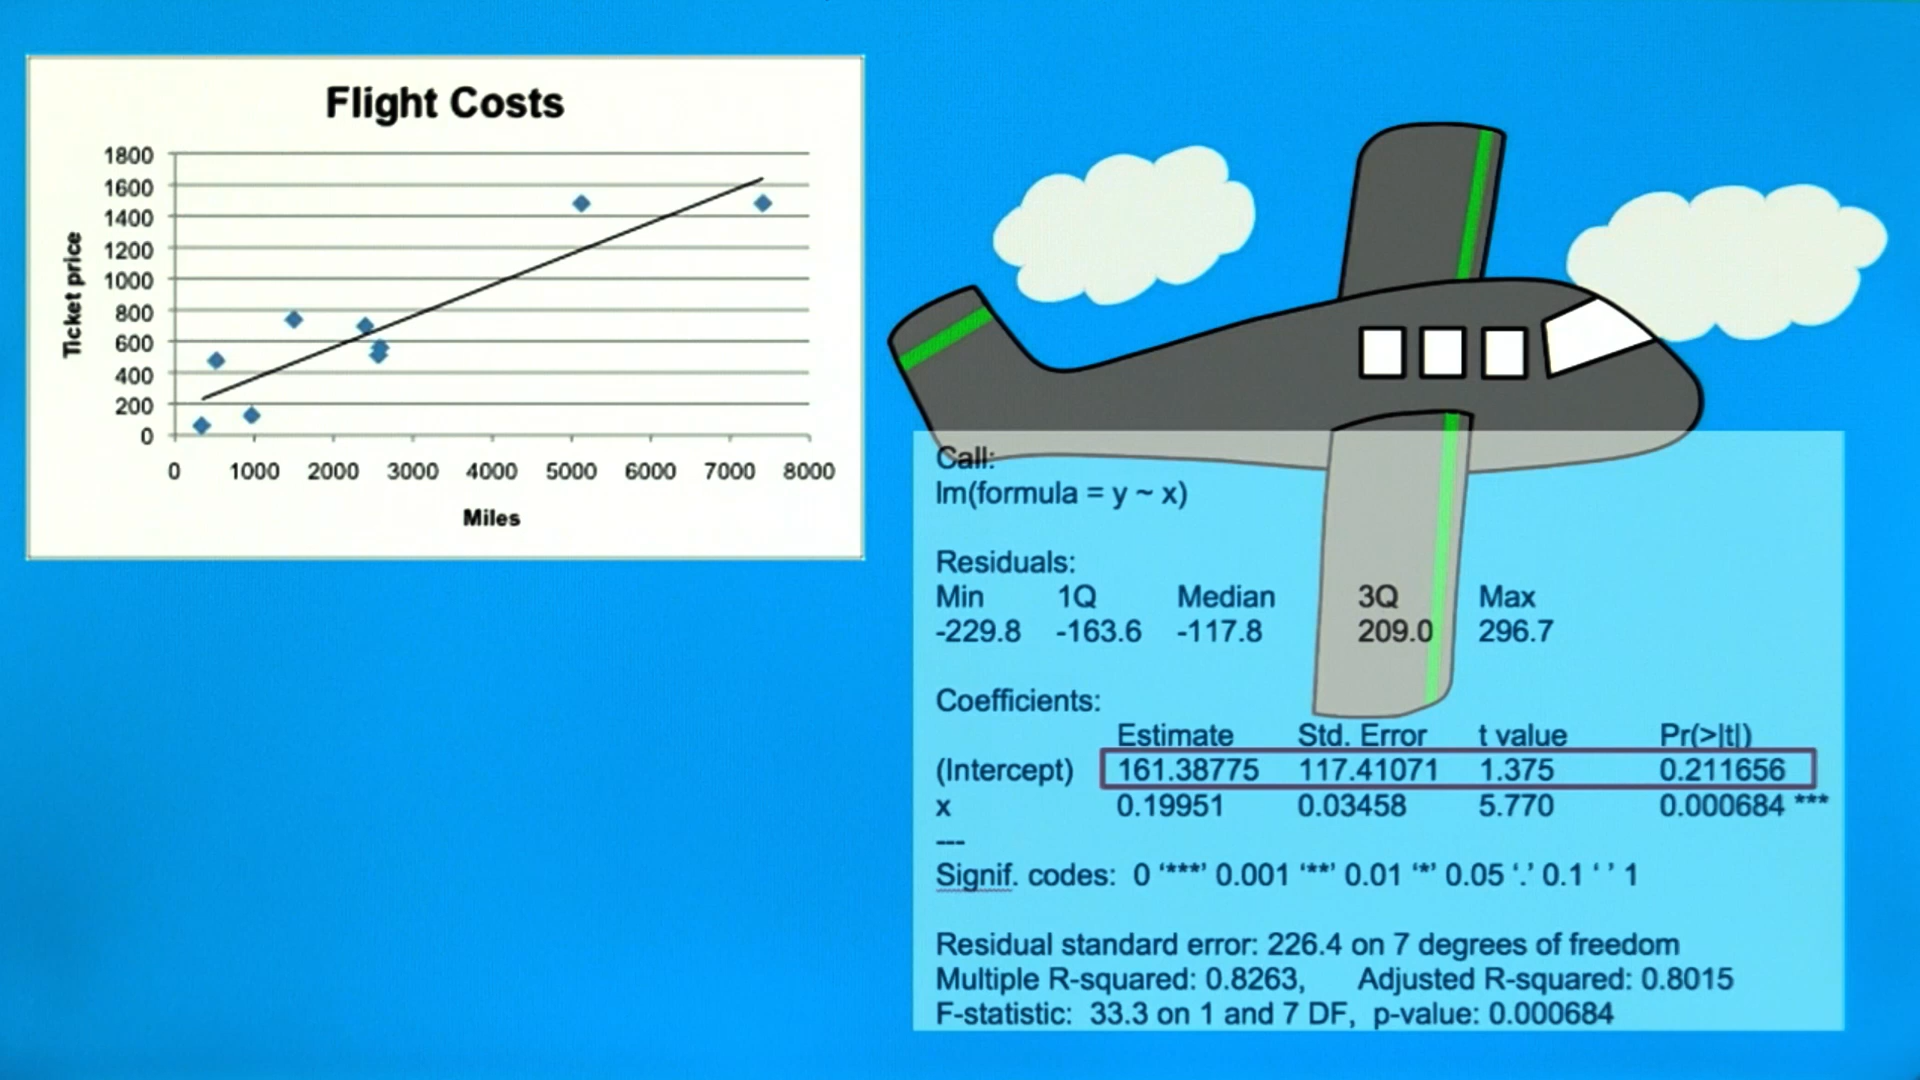 Flight Costs
1800
1600
1400
1200
1000
800
600
400
200
0
Ticket price
0 1000 2000 3000 4000 5000 6000 7000 8000
Miles
Call:
lm(formula = y ~ x)
Residuals:
Min 1Q Median 3Q Max
-229.8 -163.6 -117.8 209.0 296.7
Coefficients:
Estimate Std. Error t value Pr(>|t|)
(Intercept) 161.38775 117.41071 1.375 0.211656
x 0.19951 0.03458 5.770 0.000684 ***
---
Signif. codes: 0 ‘***’ 0.001 ‘**’ 0.01 ‘*’ 0.05 ‘.’ 0.1 ‘ ’ 1
Residual standard error: 226.4 on 7 degrees of freedom
Multiple R-squared: 0.8263, Adjusted R-squared: 0.8015
F-statistic: 33.3 on 1 and 7 DF, p-value: 0.000684